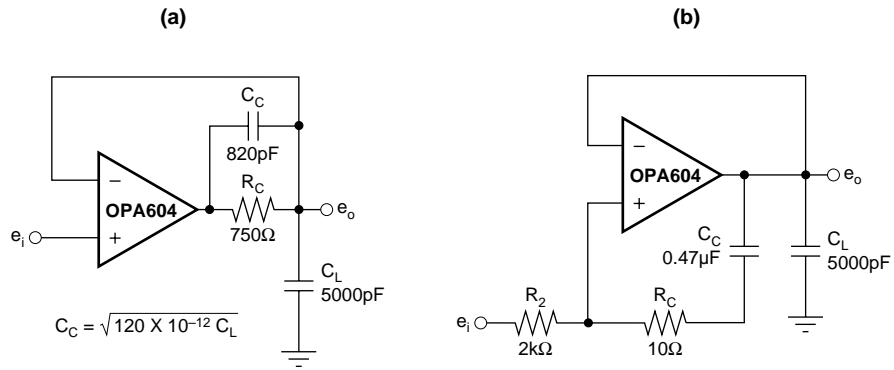 (a)
C_C
820pF
−
OPA604
+
R_C
750Ω
e_i
e_o
C_L
5000pF
C_C = √120 X 10⁻¹² C_L
(b)
−
OPA604
+
e_o
C_C
0.47µF
C_L
5000pF
R_2
2kΩ
R_C
10Ω
e_i